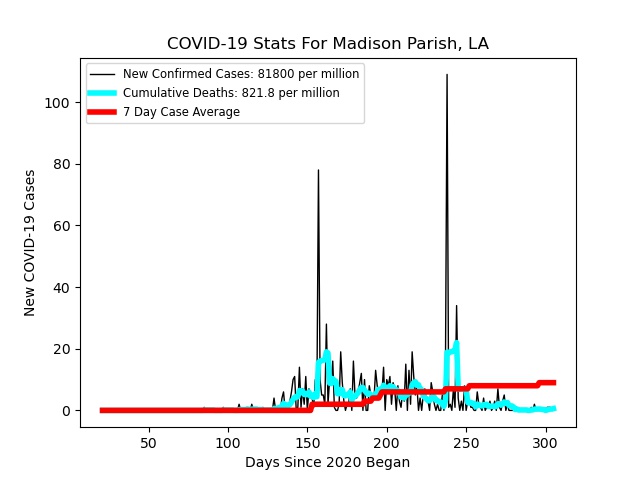 COVID-19 Stats For Madison Parish, LA
New Confirmed Cases: 81800 per million
Cumulative Deaths: 821.8 per million
7 Day Case Average
New COVID-19 Cases
100
80
60
40
20
0
50 100 150 200 250 300
Days Since 2020 Began